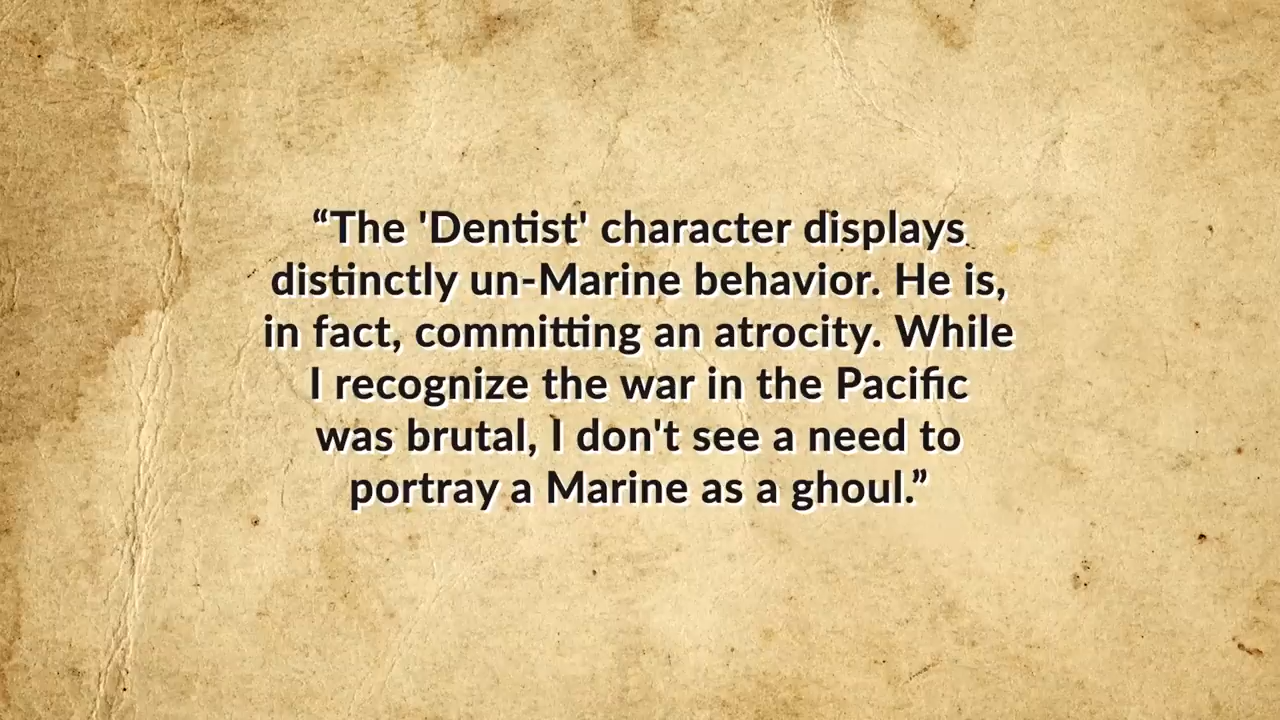 “The 'Dentist' character displays
distinctly un-Marine behavior. He is,
in fact, committing an atrocity. While
I recognize the war in the Pacific
was brutal, I don't see a need to
portray a Marine as a ghoul.”